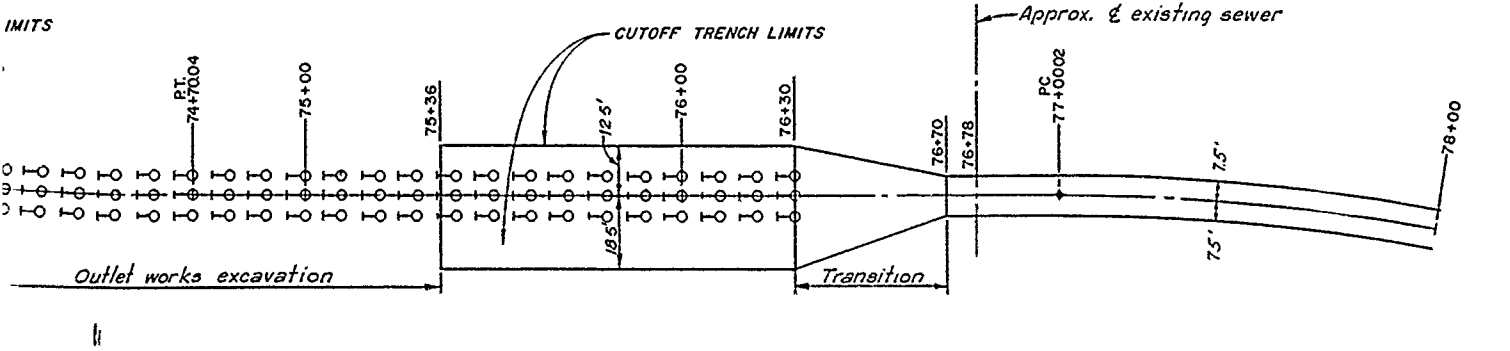 IMITS
Approx. ℄ existing sewer
CUTOFF TRENCH LIMITS
P.T.
74+70.04
75+00
75+36
12.5'
76+00
76+30
76+70
76+78
PC
77+00.02
7.5'
78+00
18.5'
7.5'
Outlet works excavation
Transition